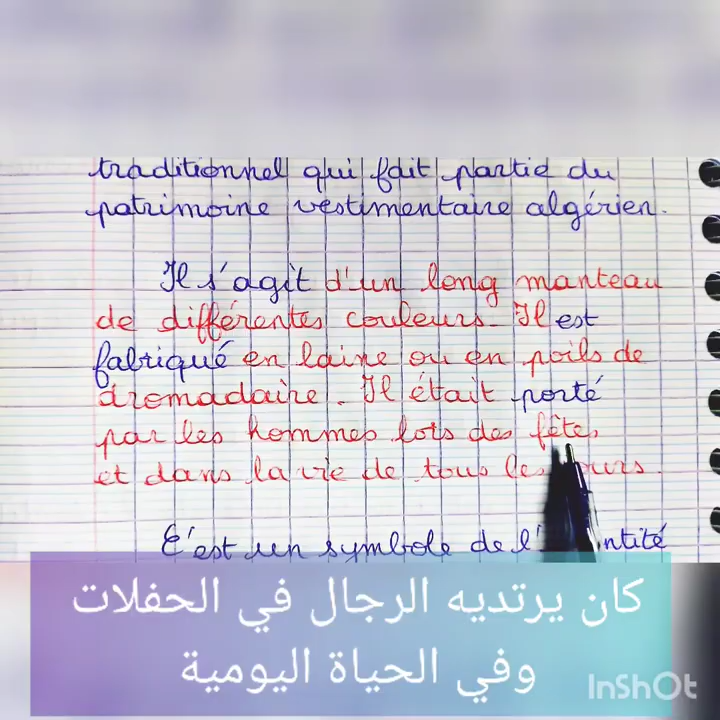 traditionnel qui fait partie du
patrimoine vestimentaire algérien.
Il s'agit d'un long manteau
de différentes couleurs. Il est
fabriqué en laine ou en poils de
dromadaire. Il était porté
par les hommes lots des fêtes
et dans la vie de tous les
C'est un symbole de l'
كان يرتديه الرجال في الحفلات
وفي الحياة اليومية
InShOt